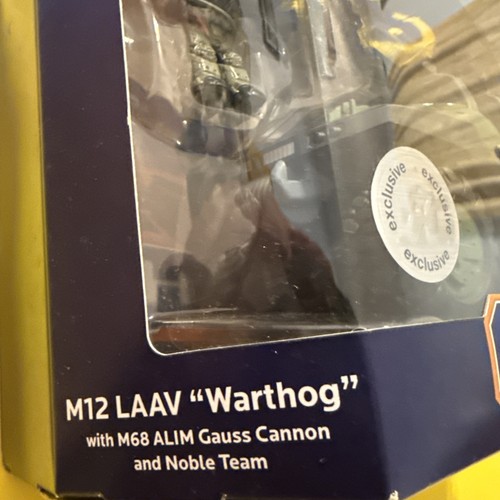 exclusive
exclusive
exclusive
M12 LAAV “Warthog”
with M68 ALIM Gauss Cannon
and Noble Team